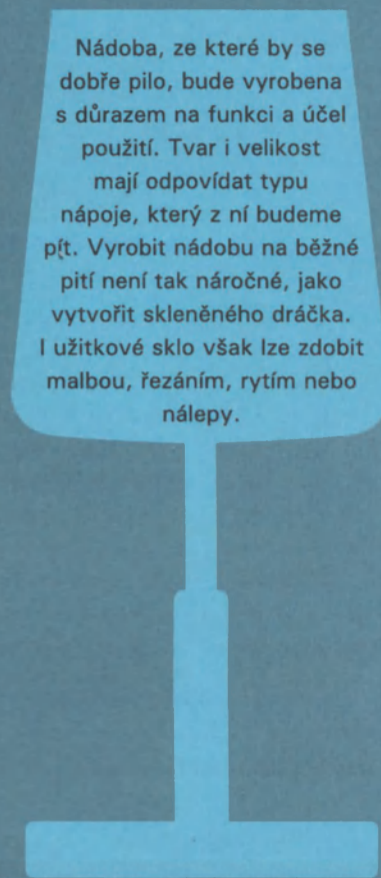 Nádoba, ze které by se
dobře pilo, bude vyrobena
s důrazem na funkci a účel
použití. Tvar i velikost
mají odpovídat typu
nápoje, který z ní budeme
pít. Vyrobit nádobu na běžné
pití není tak náročné, jako
vytvořit skleněného dráčka.
I užitkové sklo však lze zdobit
malbou, řezáním, rytím nebo
nálepy.